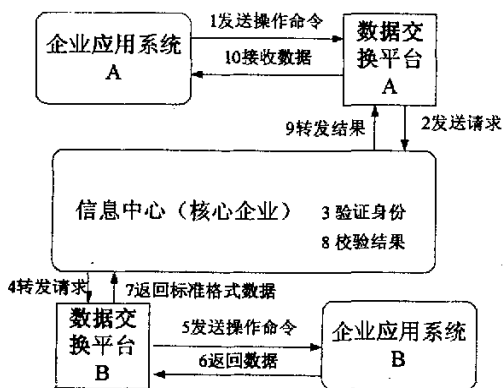 企业应用系统
A
1发送操作命令
10接收数据
数据交
换平台
A
9转发结果
2发送请求
信息中心（核心企业）
3 验证身份
8 校验结果
4转发请求
7返回标准格式数据
数据交
换平台
B
5发送操作命令
6返回数据
企业应用系统
B